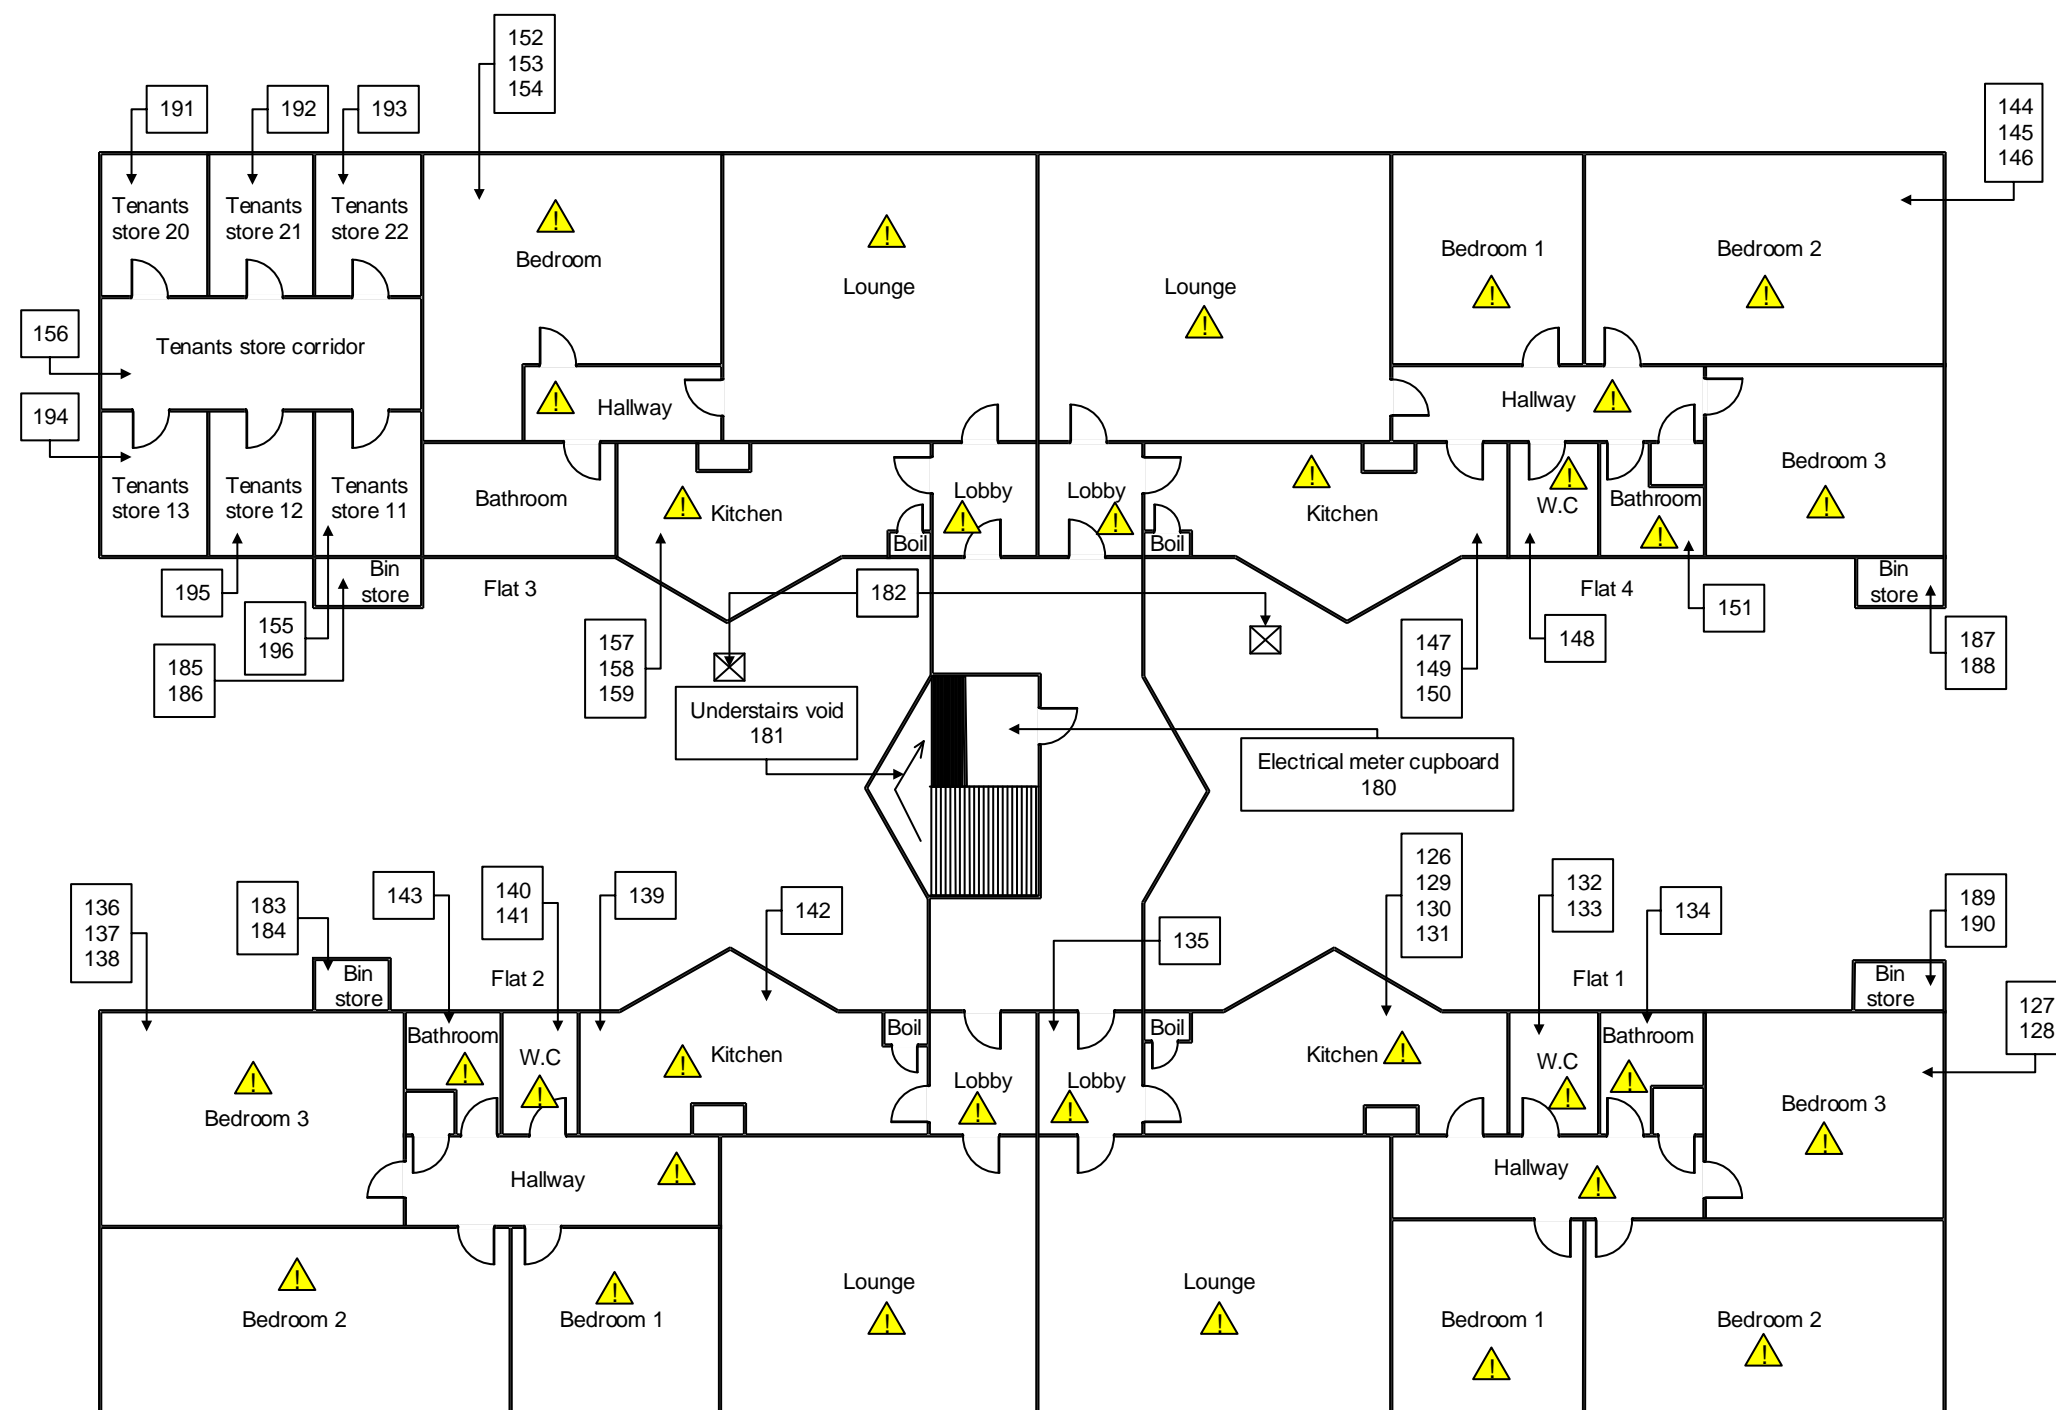 152
153
154
191
192
193
144
145
146
Tenants
store 20
Tenants
store 21
Tenants
store 22
Bedroom
Lounge
Lounge
Bedroom 1
Bedroom 2
156
Tenants store corridor
194
Hallway
Hallway
Tenants
store 13
Tenants
store 12
Tenants
store 11
Bathroom
Kitchen
Lobby
Lobby
Kitchen
W.C
Bathroom
Bedroom 3
Boil
Boil
Bin
store
Bin
store
195
Flat 3
182
Flat 4
151
155
196
185
186
157
158
159
147
149
150
148
187
188
Understairs void
181
Electrical meter cupboard
180
136
137
138
183
184
143
140
141
139
142
135
126
129
130
131
132
133
134
189
190
Bin
store
Flat 2
Flat 1
Bin
store
127
128
Bathroom
W.C
Kitchen
Boil
Boil
Kitchen
W.C
Bathroom
Bedroom 3
Lobby
Lobby
Bedroom 3
Hallway
Hallway
Bedroom 2
Bedroom 1
Lounge
Lounge
Bedroom 1
Bedroom 2